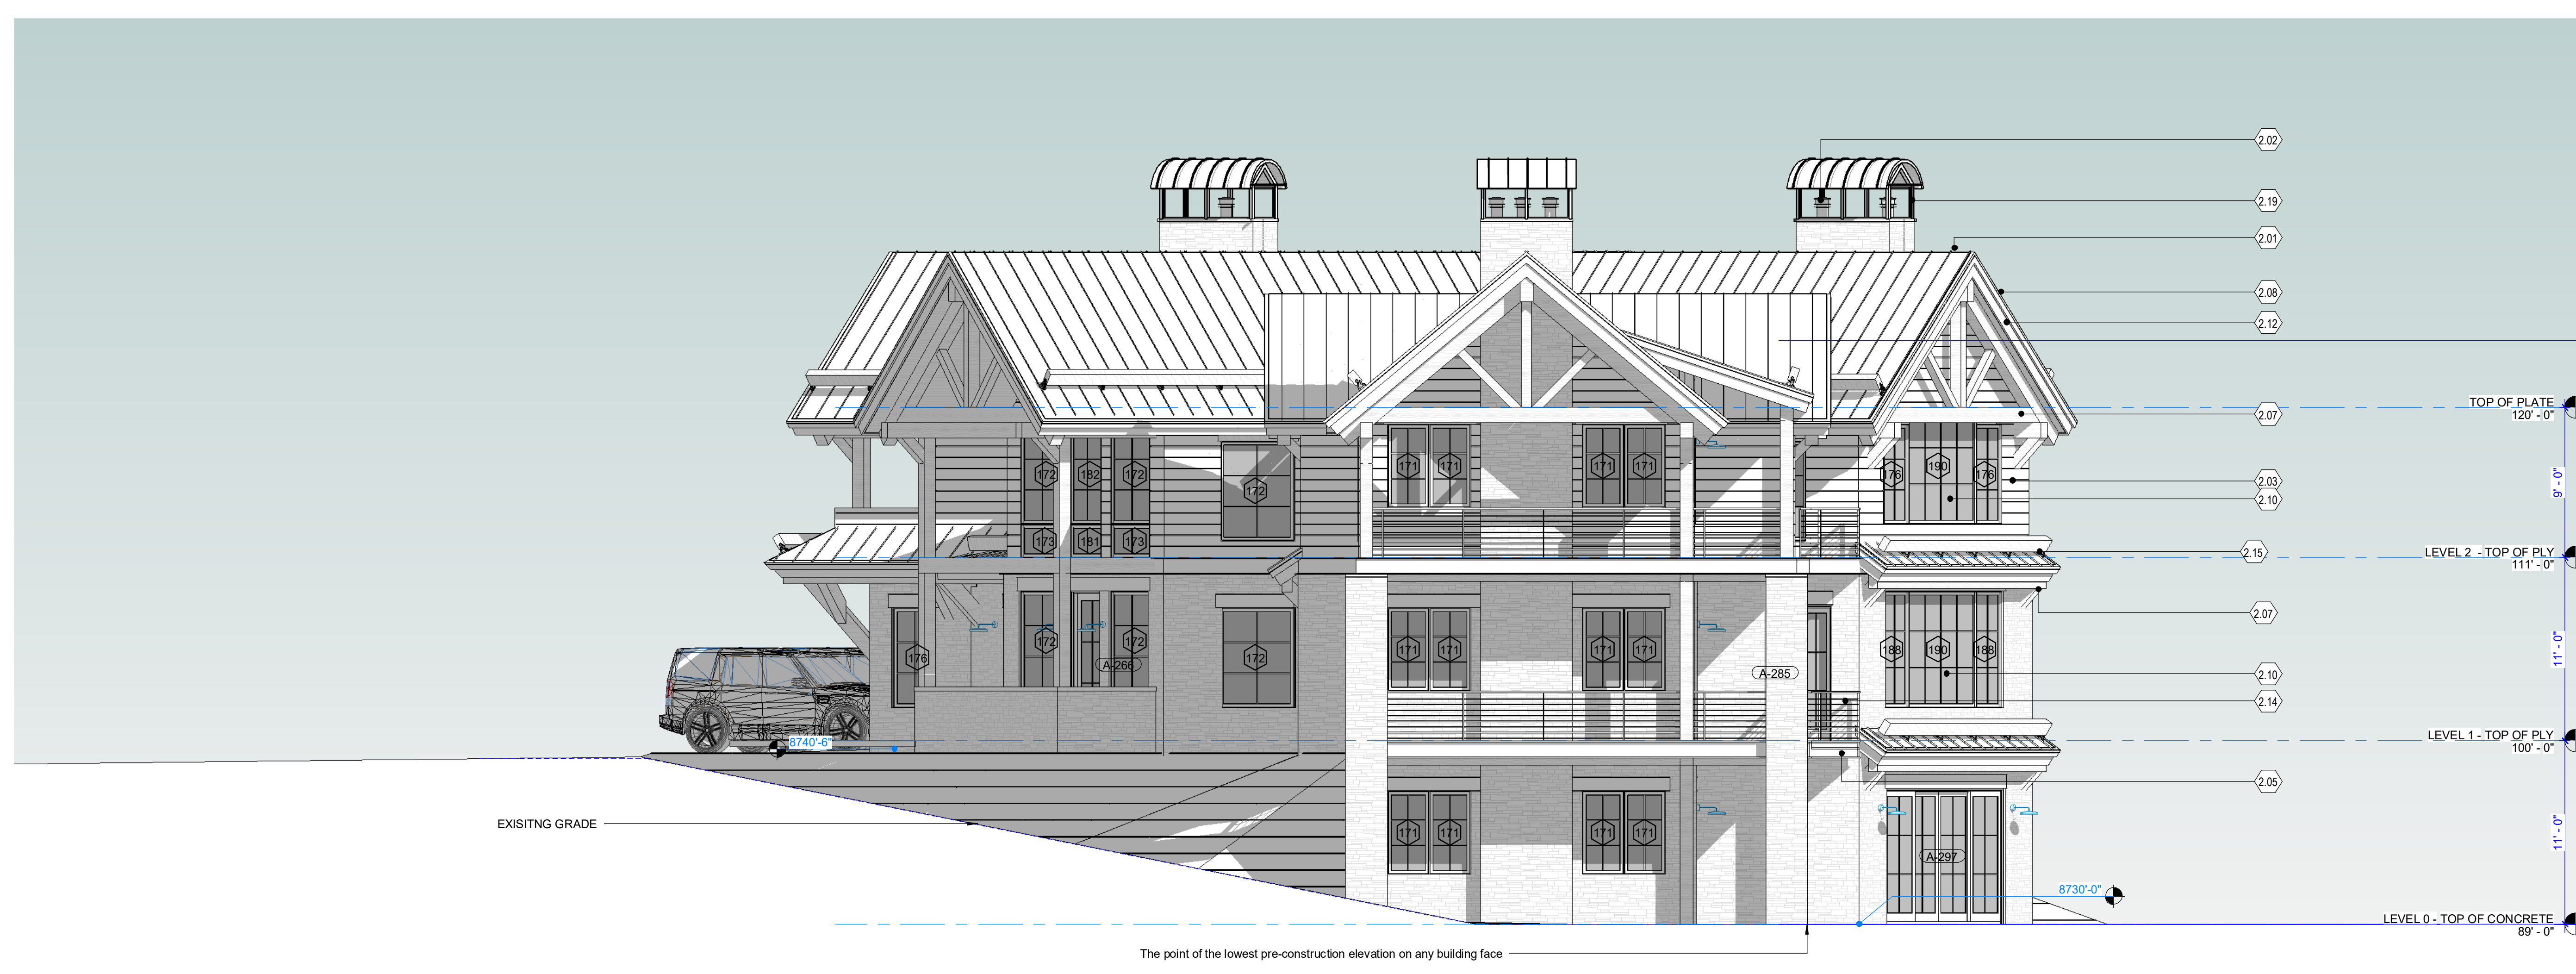 2.02
2.19
2.01
2.08
2.12
TOP OF PLATE
120' - 0"
2.07
172
182
172
172
171
171
171
171
176
190
176
2.03
9' - 0"
2.10
173
181
173
2.15
LEVEL 2 - TOP OF PLY
111' - 0"
2.07
176
172
172
A-266
172
171
171
171
171
A-285
188
190
188
11' - 0"
2.10
2.14
8740'-6"
LEVEL 1 - TOP OF PLY
100' - 0"
2.05
EXISITNG GRADE
171
171
171
171
A-297
11' - 0"
8730'-0"
LEVEL 0 - TOP OF CONCRETE
89' - 0"
The point of the lowest pre-construction elevation on any building face